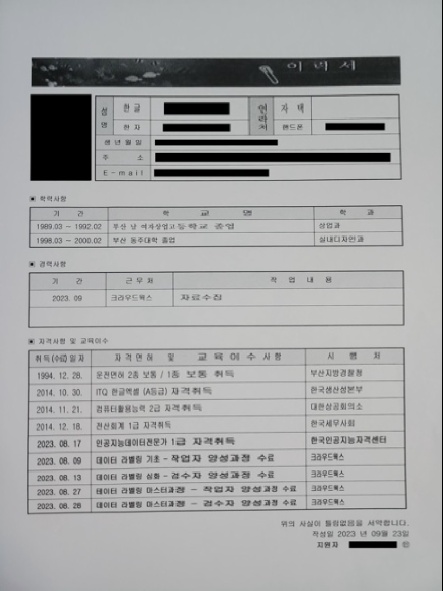 이 력 서
성 명
한 글
연락처
자 택
한 자
핸드폰
생 년 월 일
주 소
E - mail
▣ 학력사항
기 간 학 교 명 학 과
1989.03 ~ 1992.02 부산 여자상업고등학교 졸업 상업과
1998.03 ~ 2000.02 부산 동주대학 졸업 실내디자인과
▣ 경력사항
기 간 근 무 처 작 업 내 용
2023. 09 크라우드웍스 자료수집
▣ 자격사항 및 교육이수
취득(수료)일자 자격면허 및 교육이수사항 시 행 처
1994. 12. 28. 운전면허 2종 보통 / 1종 보통 취득 부산지방경찰청
2014. 10. 30. ITQ 한글엑셀 (A등급) 자격취득 한국생산성본부
2014. 11. 21. 컴퓨터활용능력 2급 자격취득 대한상공회의소
2014. 12. 18. 전산회계 1급 자격취득 한국세무사회
2023. 08. 17 인공지능데이터전문가 1급 자격취득 한국인공지능자격센터
2023. 08. 09 데이터 라벨링 기초 - 작업자 양성과정 수료 크라우드웍스
2023. 08. 13 데이터 라벨링 심화 - 검수자 양성과정 수료 크라우드웍스
2023. 08. 27 데이터 라벨링 마스터과정 - 작업자 양성과정 수료 크라우드웍스
2023. 08. 28 데이터 라벨링 마스터과정 - 검수자 양성과정 수료 크라우드웍스
위의 사실이 틀림없음을 서약합니다.
작성일 2023 년 09월 23일
지원자 ㊞